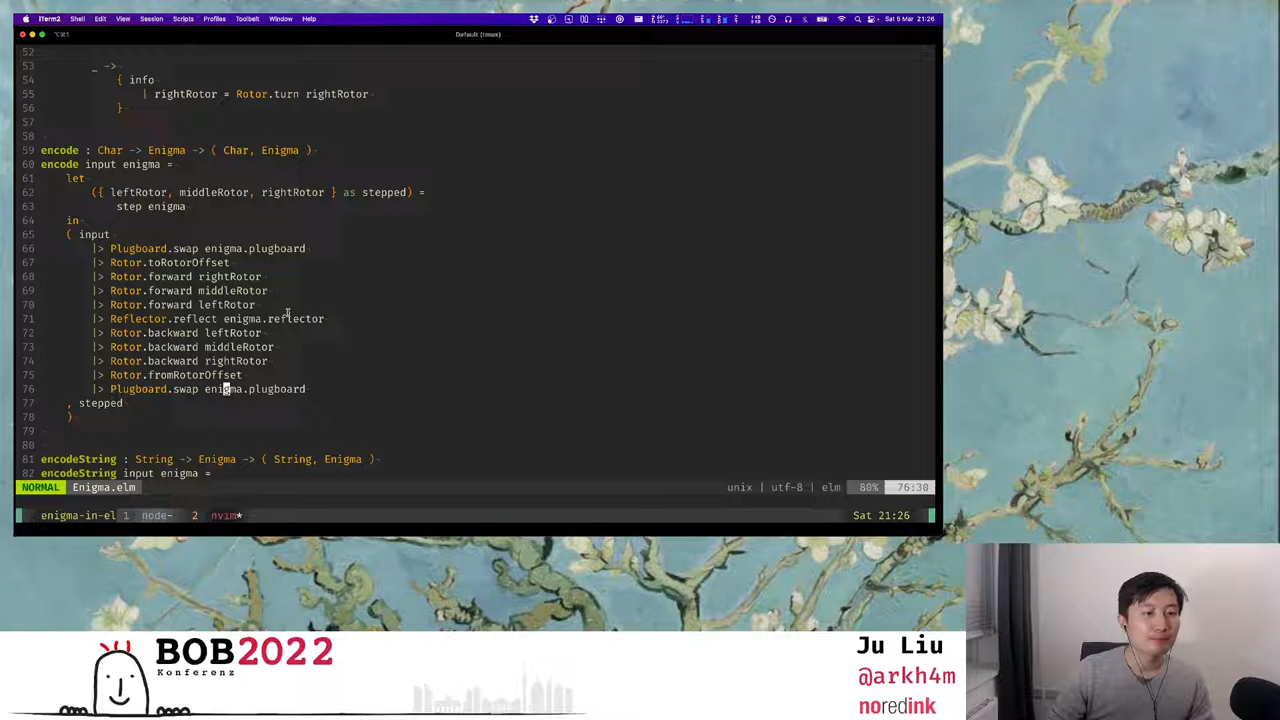 iTerm2 Shell Edit View Session Scripts Profiles Toolbelt Window Help
Sat 5 Mar 21:26
⌥⌘1 Default (tmux)
52
53 _ ->
54 { info
55 | rightRotor = Rotor.turn rightRotor
56 }
57
58
59 encode : Char -> Enigma -> ( Char, Enigma )
60 encode input enigma =
61 let
62 ({ leftRotor, middleRotor, rightRotor } as stepped) =
63 step enigma
64 in
65 ( input
66 |> Plugboard.swap enigma.plugboard
67 |> Rotor.toRotorOffset
68 |> Rotor.forward rightRotor
69 |> Rotor.forward middleRotor
70 |> Rotor.forward leftRotor
71 |> Reflector.reflect enigma.reflector
72 |> Rotor.backward leftRotor
73 |> Rotor.backward middleRotor
74 |> Rotor.backward rightRotor
75 |> Rotor.fromRotorOffset
76 |> Plugboard.swap enigma.plugboard
77 , stepped
78 )
79
80
81 encodeString : String -> Enigma -> ( String, Enigma )
82 encodeString input enigma =
NORMAL Enigma.elm unix | utf-8 | elm 80% 76:30
enigma-in-el 1 node- 2 nvim* Sat 21:26
BOB2022
Konferenz
Ju Liu
@arkh4m
noredink